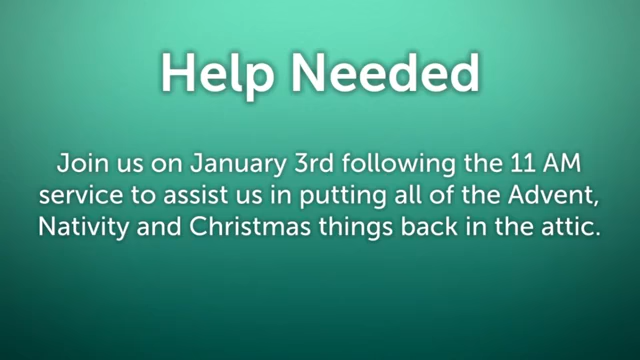 Help Needed
Join us on January 3rd following the 11 AM
service to assist us in putting all of the Advent,
Nativity and Christmas things back in the attic.